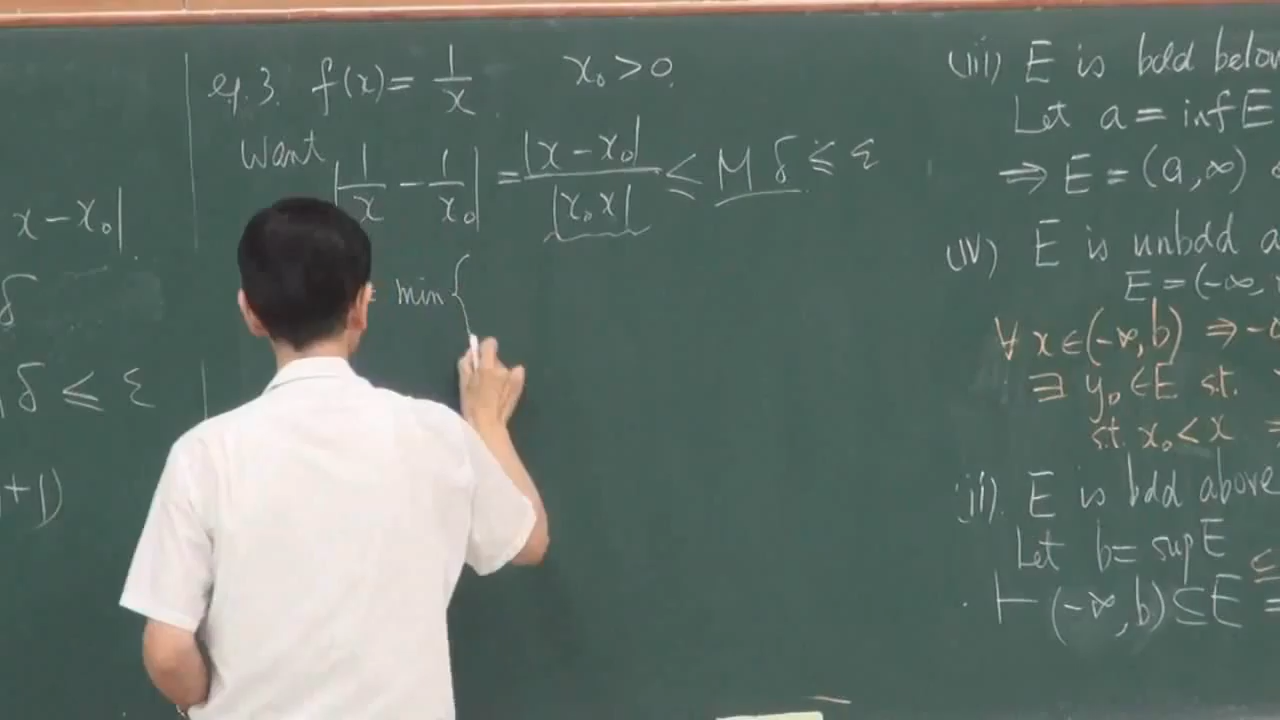 x - x₀|
δ
δ ≤ ε
+1)
eg. 3. f(x) = 1/x x₀ > 0.
Want |1/x - 1/x₀| = |x - x₀|/|x₀x| ≤ M δ ≤ ε
min {
(iii) E is bdd below
Let a = inf E
⇒ E = (a, ∞)
(iv) E is unbdd a
E = (-∞,
∀ x ∈ (-∞, b) ⇒ -∞
∃ y₀ ∈ E s.t.
s.t. x₀ < x ⇒
(ii). E is bdd above
Let b = sup E
⊢ (-∞, b) ⊆ E =